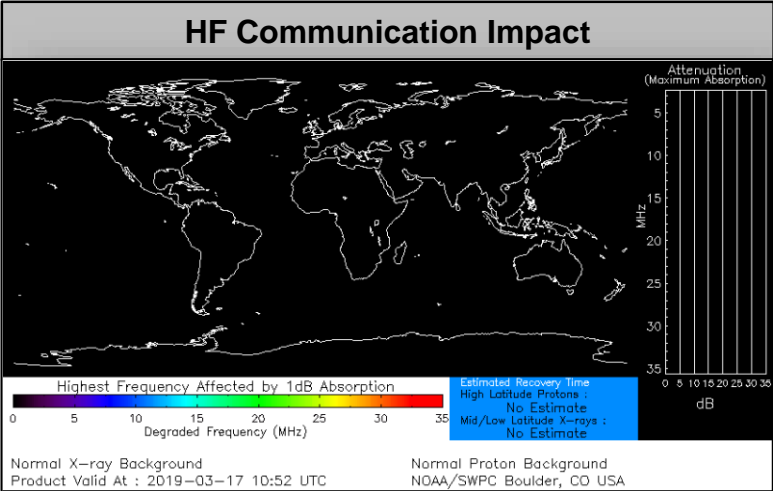 HF Communication Impact
Attenuation
(Maximum Absorption)
5
10
15
20
25
30
35
MHz
0 5 10 15 20 25 30 35
dB
Highest Frequency Affected by 1dB Absorption
0 5 10 15 20 25 30 35
Degraded Frequency (MHz)
Estimated Recovery Time
High Latitude Protons :
No Estimate
Mid/Low Latitude X-rays :
No Estimate
Normal X-ray Background
Normal Proton Background
Product Valid At : 2019-03-17 10:52 UTC
NOAA/SWPC Boulder, CO USA